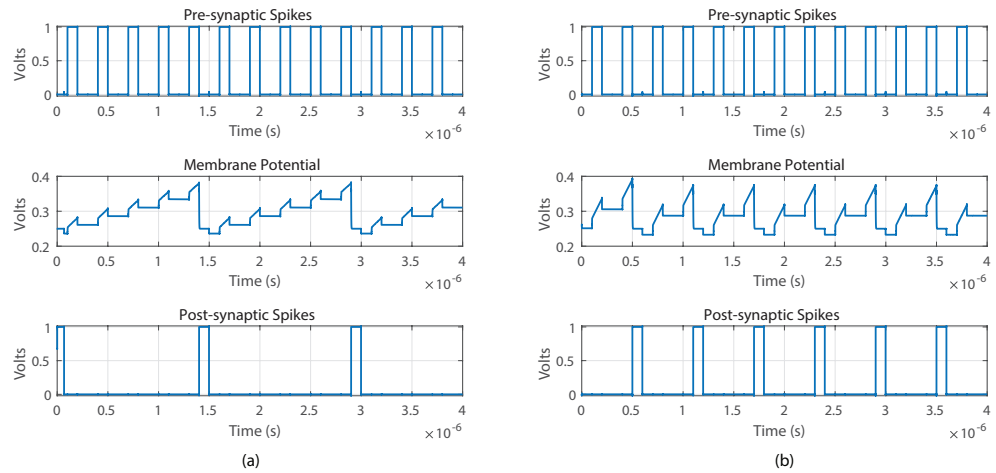 Pre-synaptic Spikes
Volts
1
0.5
0
0 0.5 1 1.5 2 2.5 3 3.5 4
Time (s)
× 10⁻⁶
Membrane Potential
Volts
0.4
0.3
0.2
0 0.5 1 1.5 2 2.5 3 3.5 4
Time (s)
× 10⁻⁶
Post-synaptic Spikes
Volts
1
0.5
0
0 0.5 1 1.5 2 2.5 3 3.5 4
Time (s)
× 10⁻⁶
(a)
Pre-synaptic Spikes
Volts
1
0.5
0
0 0.5 1 1.5 2 2.5 3 3.5 4
Time (s)
× 10⁻⁶
Membrane Potential
Volts
0.4
0.3
0.2
0 0.5 1 1.5 2 2.5 3 3.5 4
Time (s)
× 10⁻⁶
Post-synaptic Spikes
Volts
1
0.5
0
0 0.5 1 1.5 2 2.5 3 3.5 4
Time (s)
× 10⁻⁶
(b)